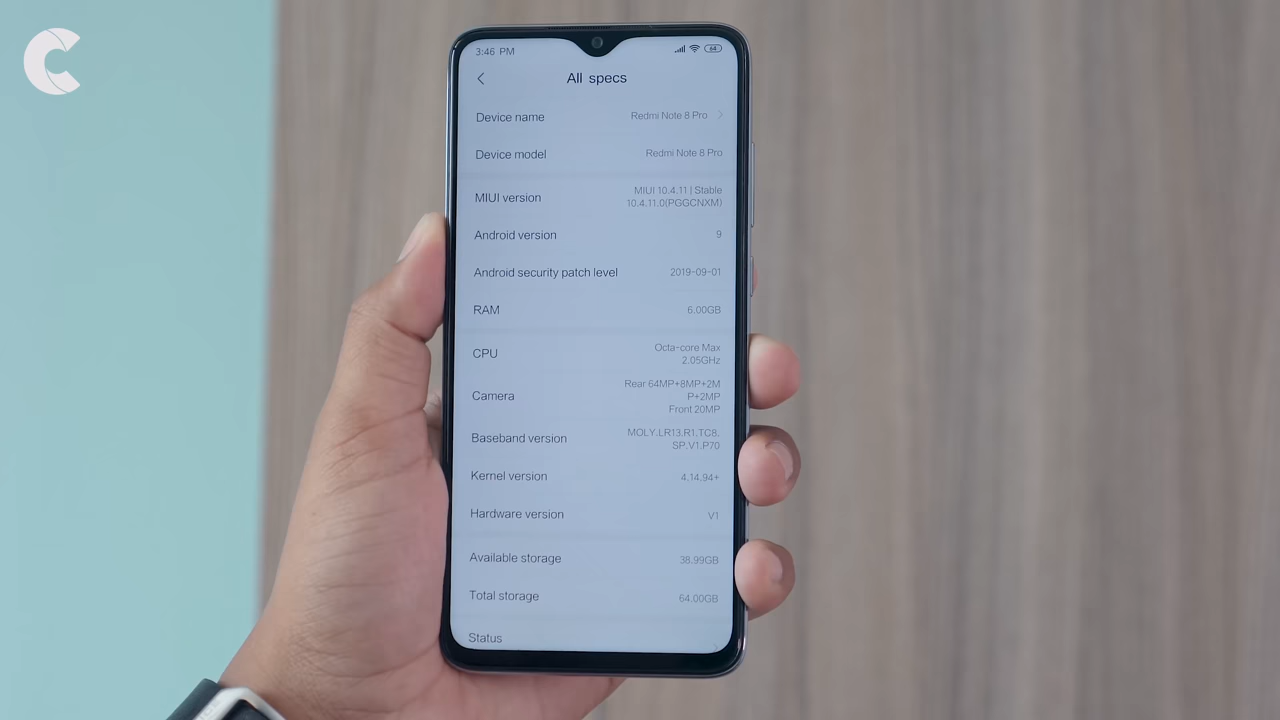 3:46 PM
64
All specs
Device name Redmi Note 8 Pro
Device model Redmi Note 8 Pro
MIUI version MIUI 10.4.11 | Stable
10.4.11.0(PGGCNXM)
Android version 9
Android security patch level 2019-09-01
RAM 6.00GB
CPU Octa-core Max
2.05GHz
Camera Rear 64MP+8MP+2M
P+2MP
Front 20MP
Baseband version MOLY.LR13.R1.TC8.
SP.V1.P70
Kernel version 4.14.94+
Hardware version V1
Available storage 38.99GB
Total storage 64.00GB
Status